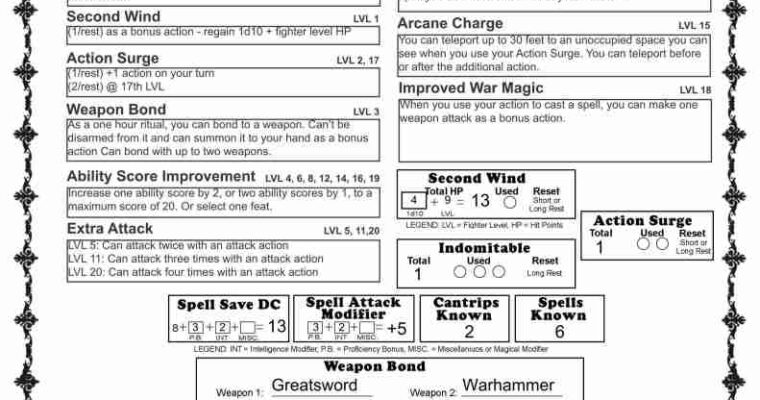 Second Wind LVL 1
(1/rest) as a bonus action - regain 1d10 + fighter level HP
Action Surge LVL 2, 17
(1/rest) +1 action on your turn
(2/rest) @ 17th LVL
Weapon Bond LVL 3
As a one hour ritual, you can bond to a weapon. Can't be
disarmed from it and can summon it to your hand as a bonus
action Can bond with up to two weapons.
Ability Score Improvement LVL 4, 6, 8, 12, 14, 16, 19
Increase one ability score by 2, or two ability scores by 1, to a
maximum score of 20. Or select one feat.
Extra Attack LVL 5, 11,20
LVL 5: Can attack twice with an attack action
LVL 11: Can attack three times with an attack action
LVL 20: Can attack four times with an attack action
Arcane Charge LVL 15
You can teleport up to 30 feet to an unoccupied space you can
see when you use your Action Surge. You can teleport before
or after the additional action.
Improved War Magic LVL 18
When you use your action to cast a spell, you can make one
weapon attack as a bonus action.
Second Wind
Total HP Used Reset
4 + 9 = 13 Short or
Long Rest
1d10 LVL
LEGEND: LVL = Fighter Level, HP = Hit Points
Action Surge
Total Used Reset
1 Short or
Long Rest
Indomitable
Total Used Reset
1 Long Rest
Spell Save DC
8+ 3 + 2 + = 13
P.B. INT MISC.
Spell Attack
Modifier
3 + 2 + = +5
P.B. INT MISC.
Cantrips
Known
2
Spells
Known
6
LEGEND: INT = Intelligence Modifier, P.B. = Proficiency Bonus, MISC. = Miscellanuos or Magical Modifier
Weapon Bond
Weapon 1: Greatsword Weapon 2: Warhammer